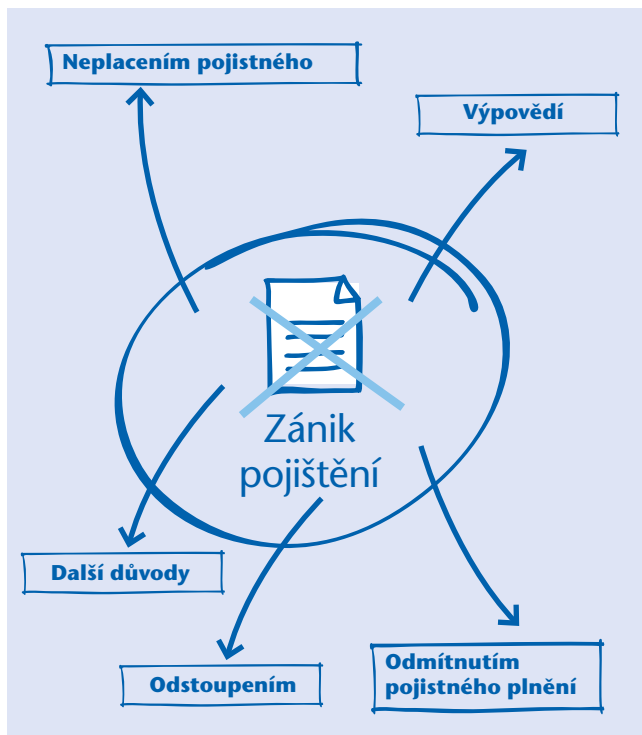 Neplacením pojistného
Výpovědí
Zánik
pojištění
Další důvody
Odstoupením
Odmítnutím
pojistného plnění